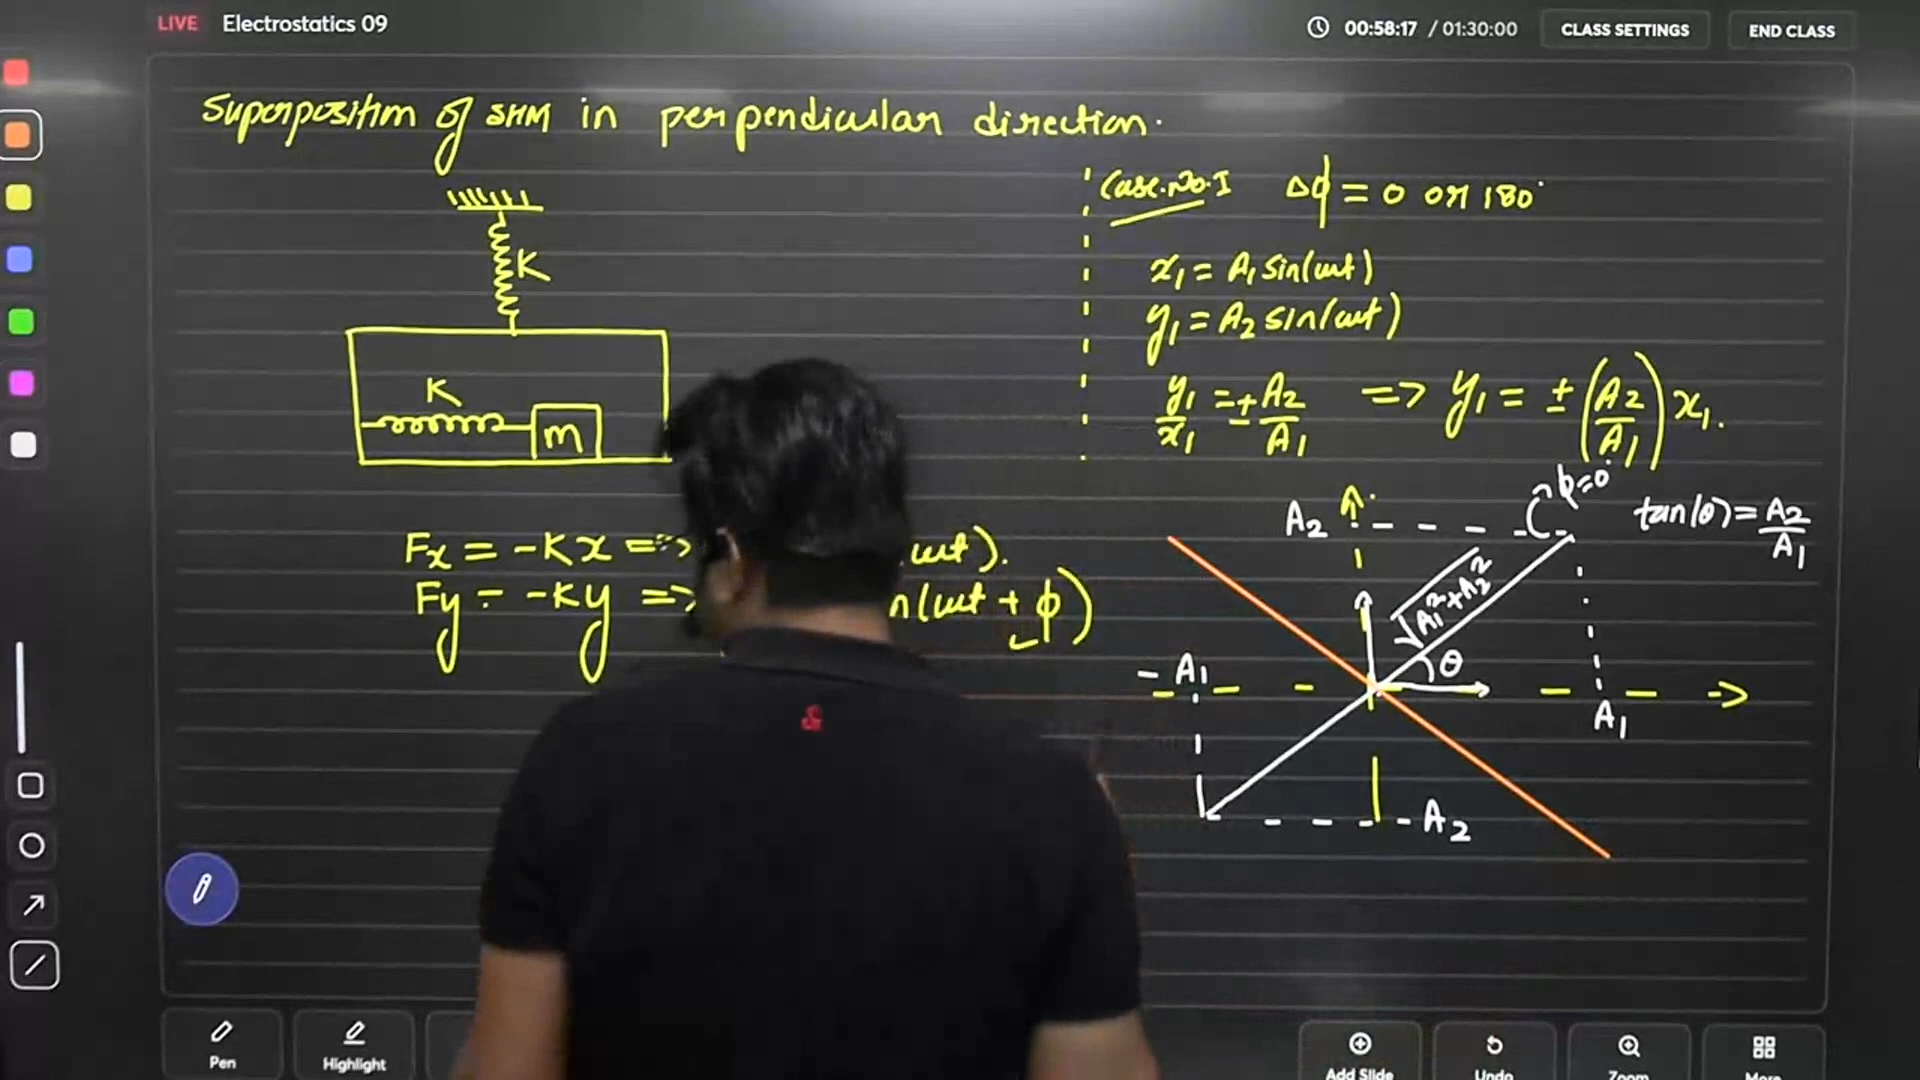 LIVE Electrostatics 09
00:58:17 / 01:30:00 CLASS SETTINGS END CLASS
Superposition of SHM in perpendicular direction.
K
K
m
Fx = -Kx => ωt).
Fy = -Ky => n(ωt + ϕ)
Case.No.I Δϕ = 0 or 180°
x₁ = A₁ sin(ωt)
y₁ = A₂ sin(ωt)
y₁/x₁ = ± A₂/A₁ => y₁ = ± (A₂/A₁) x₁.
ϕ=0°
A₂
tan(θ) = A₂/A₁
√A₁²+A₂²
θ
-A₁
A₁
-A₂
Pen
Highlight
Add Slide
Undo
Zoom
More